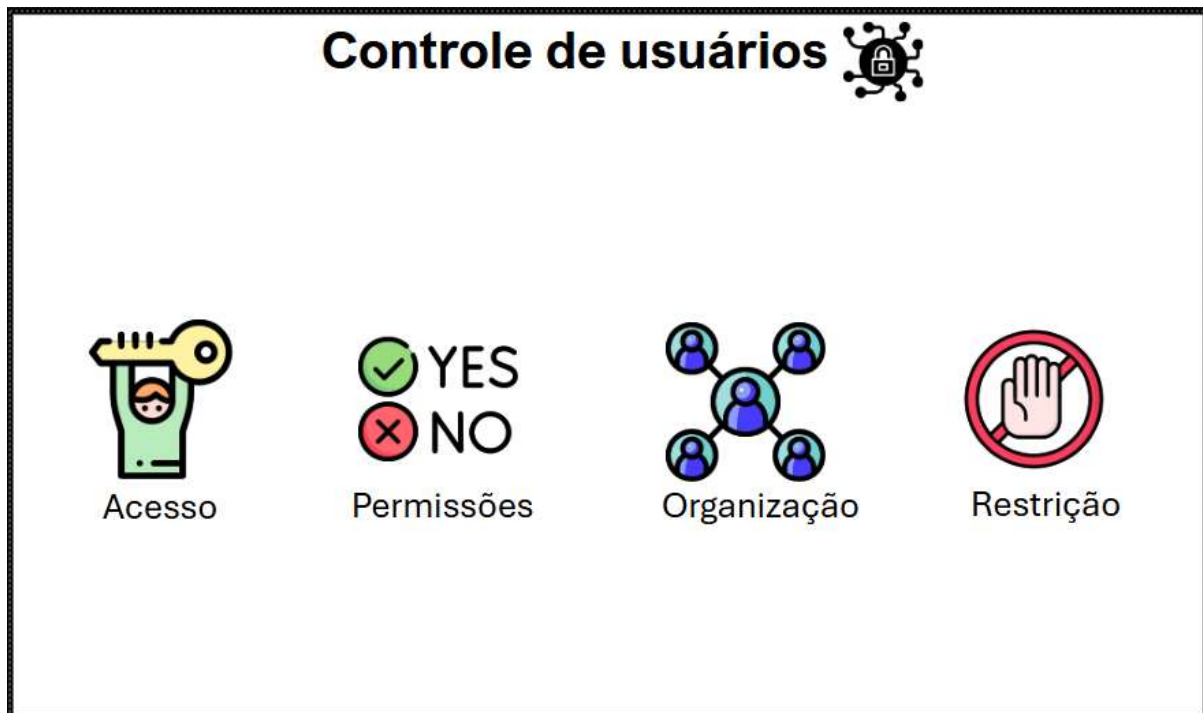 Controle de usuários
YES
NO
Acesso
Permissões
Organização
Restrição